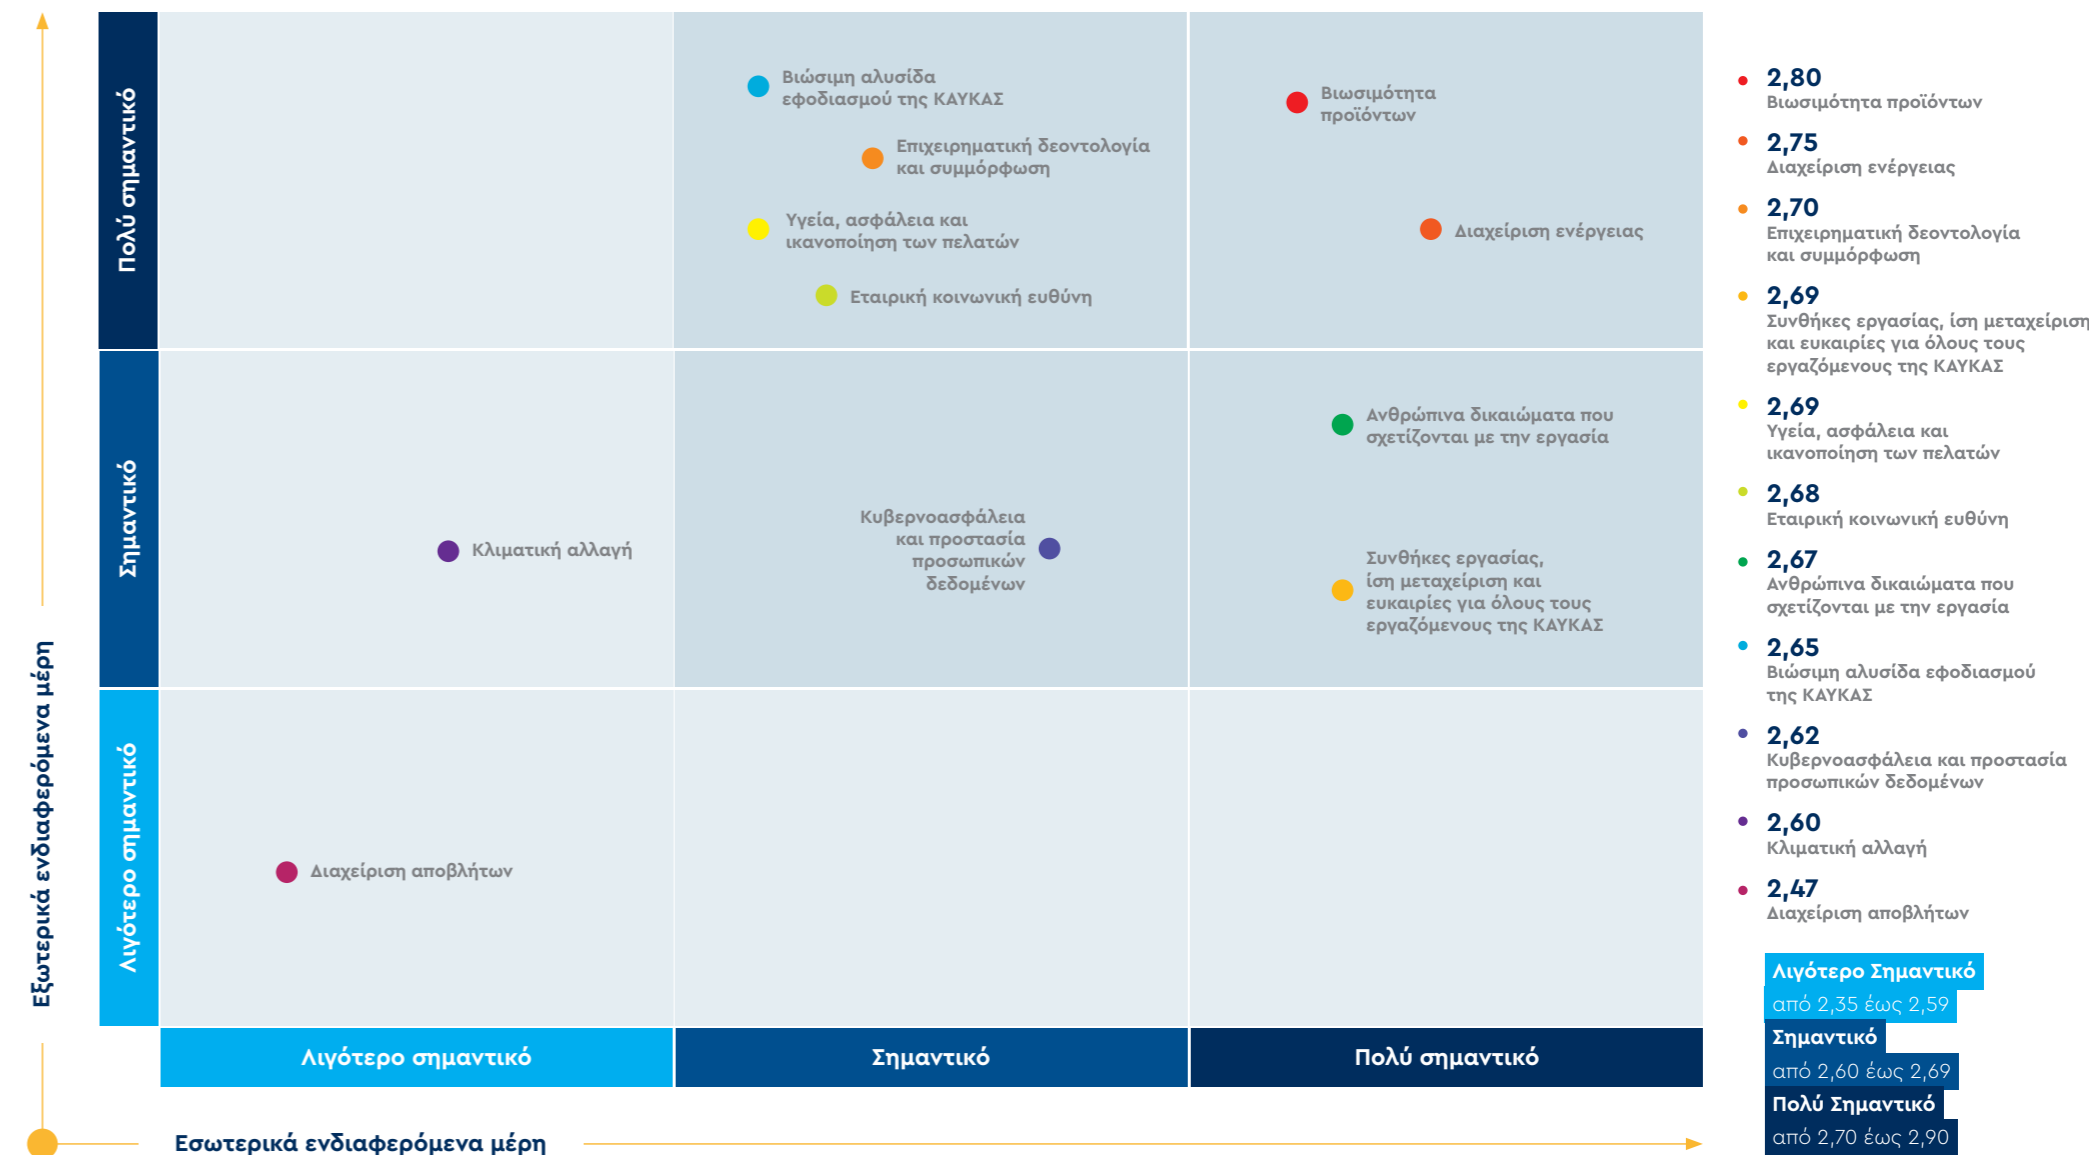 Εξωτερικά ενδιαφερόμενα μέρη
Πολύ σημαντικό
Σημαντικό
Λιγότερο σημαντικό
Βιώσιμη αλυσίδα
εφοδιασμού της ΚΑΥΚΑΣ
Επιχειρηματική δεοντολογία
και συμμόρφωση
Υγεία, ασφάλεια και
ικανοποίηση των πελατών
Εταιρική κοινωνική ευθύνη
Βιωσιμότητα
προϊόντων
Διαχείριση ενέργειας
Κλιματική αλλαγή
Κυβερνοασφάλεια
και προστασία
προσωπικών
δεδομένων
Ανθρώπινα δικαιώματα που
σχετίζονται με την εργασία
Συνθήκες εργασίας,
ίση μεταχείριση και
ευκαιρίες για όλους τους
εργαζόμενους της ΚΑΥΚΑΣ
Διαχείριση αποβλήτων
Λιγότερο σημαντικό
Σημαντικό
Πολύ σημαντικό
Εσωτερικά ενδιαφερόμενα μέρη
2,80
Βιωσιμότητα προϊόντων
2,75
Διαχείριση ενέργειας
2,70
Επιχειρηματική δεοντολογία
και συμμόρφωση
2,69
Συνθήκες εργασίας, ίση μεταχείριση
και ευκαιρίες για όλους τους
εργαζόμενους της ΚΑΥΚΑΣ
2,69
Υγεία, ασφάλεια και
ικανοποίηση των πελατών
2,68
Εταιρική κοινωνική ευθύνη
2,67
Ανθρώπινα δικαιώματα που
σχετίζονται με την εργασία
2,65
Βιώσιμη αλυσίδα εφοδιασμού
της ΚΑΥΚΑΣ
2,62
Κυβερνοασφάλεια και προστασία
προσωπικών δεδομένων
2,60
Κλιματική αλλαγή
2,47
Διαχείριση αποβλήτων
Λιγότερο Σημαντικό
από 2,35 έως 2,59
Σημαντικό
από 2,60 έως 2,69
Πολύ Σημαντικό
από 2,70 έως 2,90